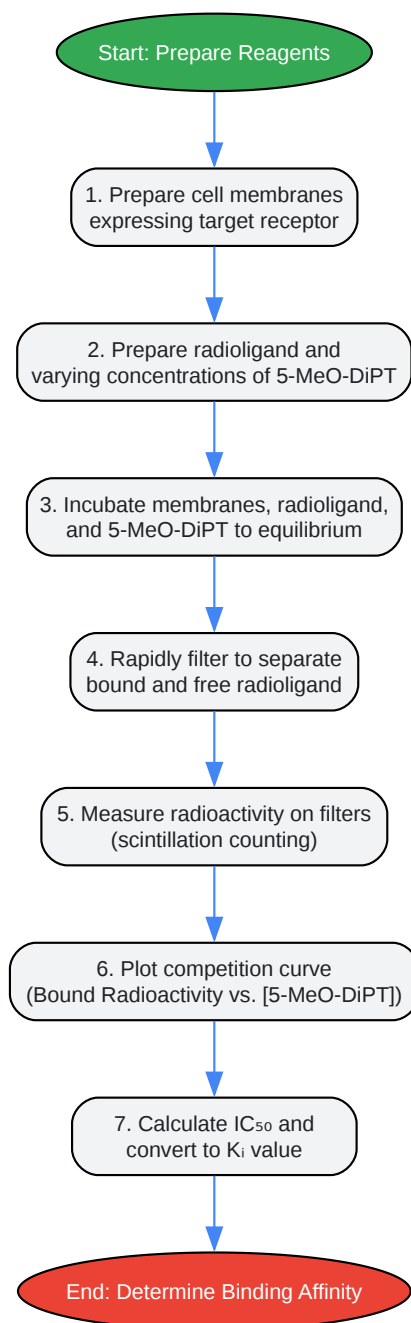 Start: Prepare Reagents
1. Prepare cell membranes
expressing target receptor
2. Prepare radioligand and
varying concentrations of 5-MeO-DiPT
3. Incubate membranes, radioligand,
and 5-MeO-DiPT to equilibrium
4. Rapidly filter to separate
bound and free radioligand
5. Measure radioactivity on filters
(scintillation counting)
6. Plot competition curve
(Bound Radioactivity vs. [5-MeO-DiPT])
7. Calculate IC₅₀ and
convert to Kᵢ value
End: Determine Binding Affinity